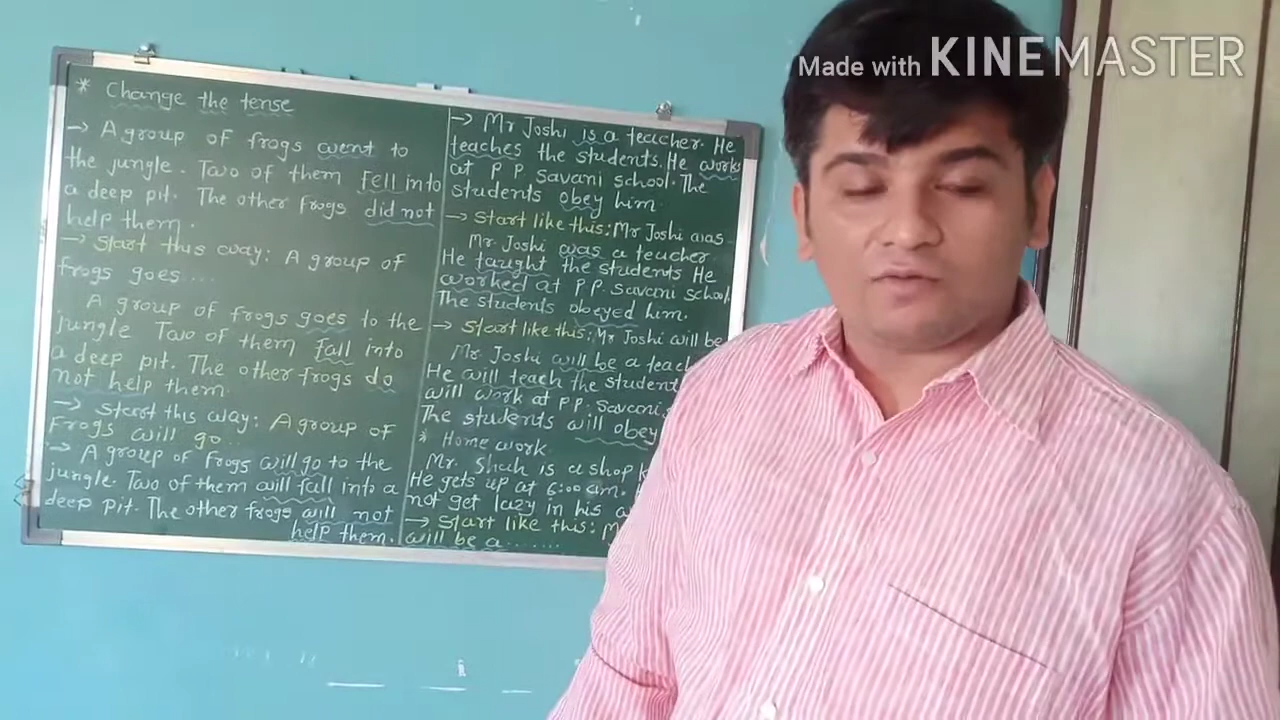 Made with KINEMASTER
* Change the tense
→ A group of frogs went to
the jungle. Two of them fell into
a deep pit. The other frogs did not
help them.
→ Start this way: A group of
frogs goes....
A group of frogs goes to the
jungle Two of them fall into
a deep pit. The other frogs do
not help them.
→ Start this way: A group of
frogs will go...
→ A group of frogs will go to the
jungle. Two of them will fall into a
deep pit. The other frogs will not
help them.
→ Mr Joshi is a teacher. He
teaches the students. He works
at P P Savani school. The
students obey him.
→ Start like this: Mr Joshi was..
Mr Joshi was a teacher
He taught the students He
worked at P.P. Savani school.
The students obeyed him.
→ Start like this: Mr Joshi will be
Mr. Joshi will be a teac
He will teach the student
will work at P.P. Savani
The students will obey
* Home work
Mr. Shah is a shop k
He gets up at 6:00 am.
not get lazy in his
→ Start like this: M
will be a........